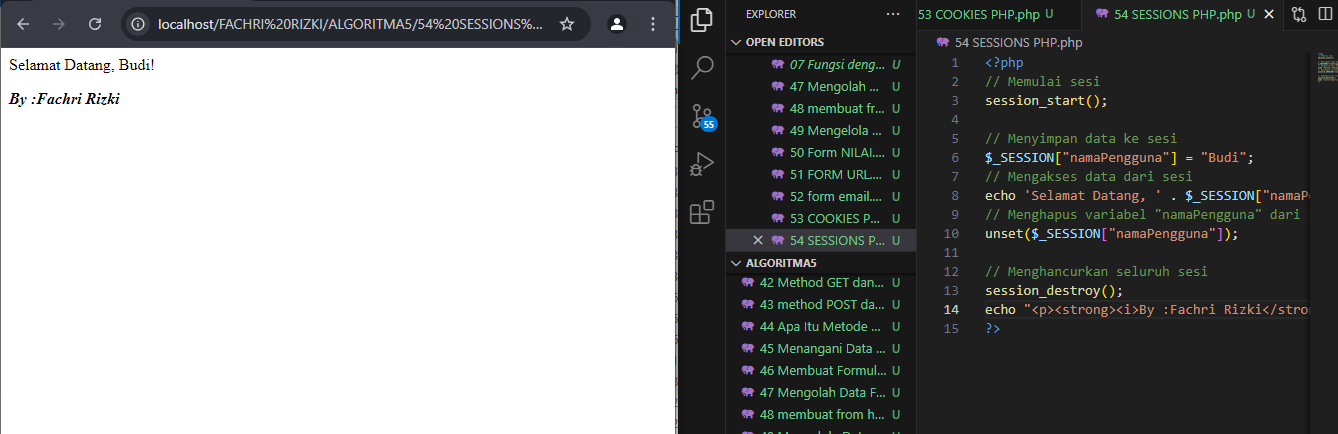 localhost/FACHRI%20RIZKI/ALGORITMA5/54%20SESSIONS%...
Selamat Datang, Budi!
By :Fachri Rizki
55
EXPLORER
OPEN EDITORS
07 Fungsi deng... U
47 Mengolah ... U
48 membuat fr... U
49 Mengelola ... U
50 Form NILAI.... U
51 FORM URL.... U
52 form email.... U
53 COOKIES P... U
54 SESSIONS P... U
ALGORITMA5
42 Method GET dan... U
43 method POST da... U
44 Apa Itu Metode ... U
45 Menangani Data ... U
46 Membuat Formul... U
47 Mengolah Data F... U
48 membuat from h... U
53 COOKIES PHP.php U
54 SESSIONS PHP.php U
54 SESSIONS PHP.php
1 <?php
2 // Memulai sesi
3 session_start();
4
5 // Menyimpan data ke sesi
6 $_SESSION["namaPengguna"] = "Budi";
7 // Mengakses data dari sesi
8 echo 'Selamat Datang, ' . $_SESSION["namaP
9 // Menghapus variabel "namaPengguna" dari
10 unset($_SESSION["namaPengguna"]);
11
12 // Menghancurkan seluruh sesi
13 session_destroy();
14 echo "<p><strong><i>By :Fachri Rizki</stro
15 ?>